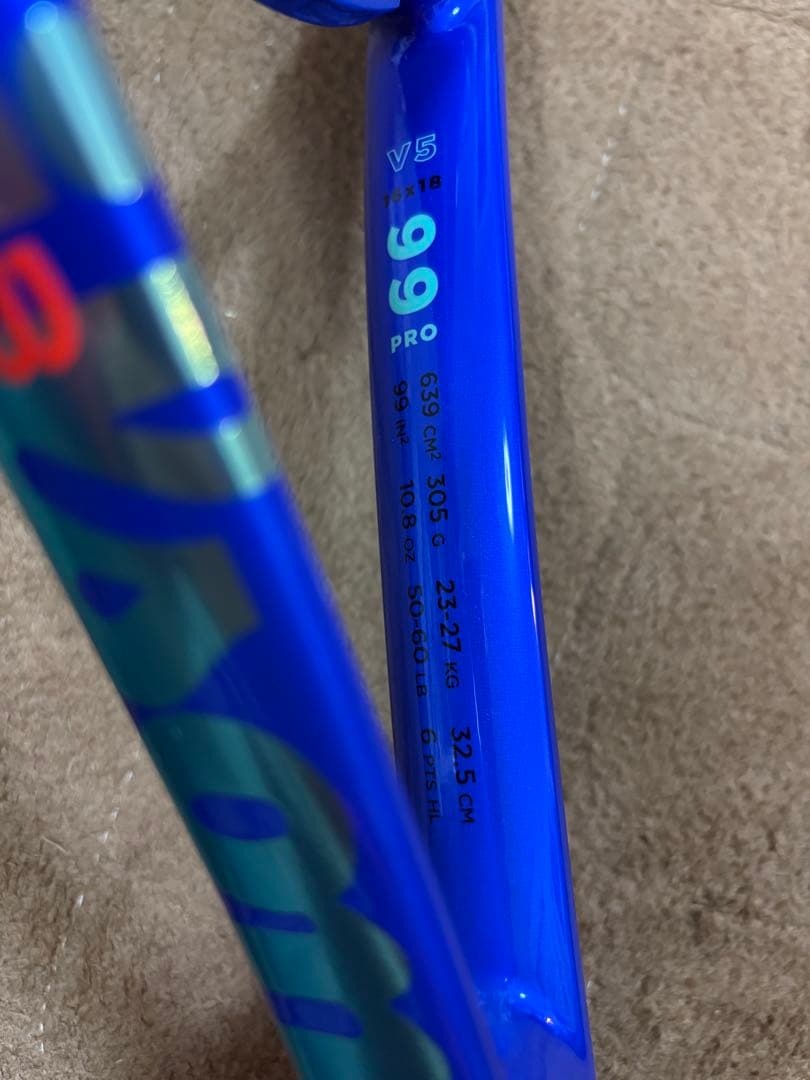 V5
16x18
99
PRO
639 CM² 305 G 23-27 KG 32.5 CM
99 IN² 10.8 OZ 50-60 LB 6 PTS HL